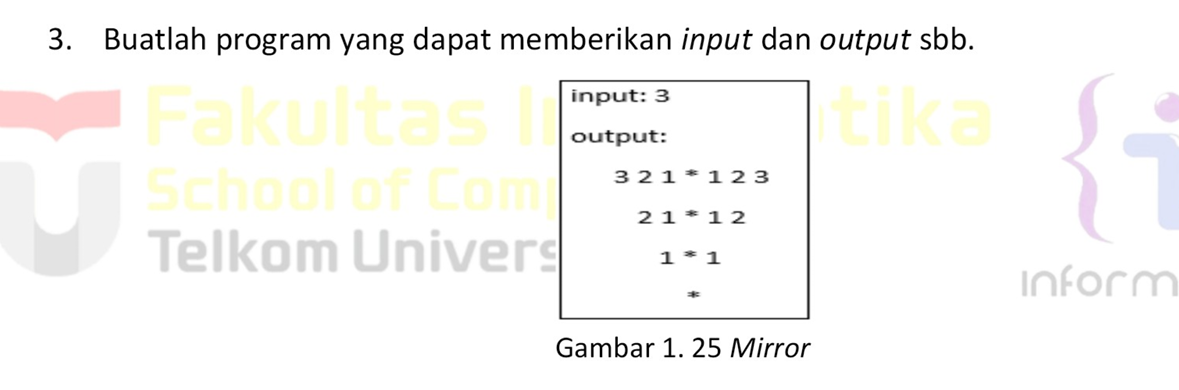 3. Buatlah program yang dapat memberikan input dan output sbb.
Fakultas I tika
School of Com
Telkom Univers
inform
input: 3
output:
3 2 1 * 1 2 3
2 1 * 1 2
1 * 1
*
Gambar 1. 25 Mirror